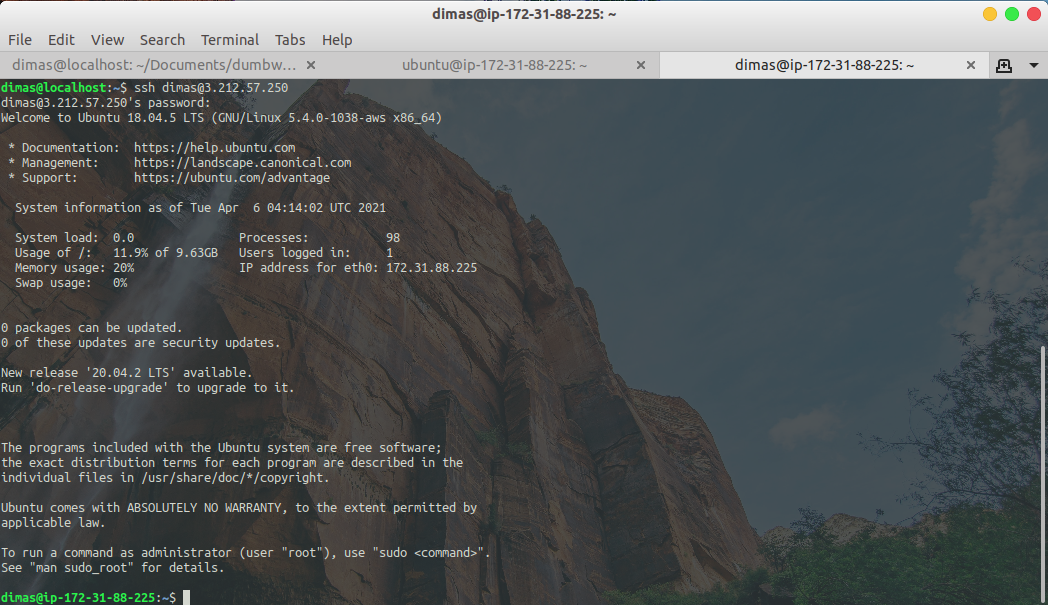 dimas@ip-172-31-88-225: ~
File Edit View Search Terminal Tabs Help
dimas@localhost: ~/Documents/dumbw... × ubuntu@ip-172-31-88-225: ~ × dimas@ip-172-31-88-225: ~ ×
dimas@localhost:~$ ssh dimas@3.212.57.250
dimas@3.212.57.250's password:
Welcome to Ubuntu 18.04.5 LTS (GNU/Linux 5.4.0-1038-aws x86_64)
* Documentation:  https://help.ubuntu.com
* Management:     https://landscape.canonical.com
* Support:        https://ubuntu.com/advantage
System information as of Tue Apr  6 04:14:02 UTC 2021
System load:  0.0              Processes:           98
Usage of /:   11.9% of 9.63GB   Users logged in:     1
Memory usage: 20%              IP address for eth0: 172.31.88.225
Swap usage:   0%
0 packages can be updated.
0 of these updates are security updates.
New release '20.04.2 LTS' available.
Run 'do-release-upgrade' to upgrade to it.
The programs included with the Ubuntu system are free software;
the exact distribution terms for each program are described in the
individual files in /usr/share/doc/*/copyright.
Ubuntu comes with ABSOLUTELY NO WARRANTY, to the extent permitted by
applicable law.
To run a command as administrator (user "root"), use "sudo <command>".
See "man sudo_root" for details.
dimas@ip-172-31-88-225:~$